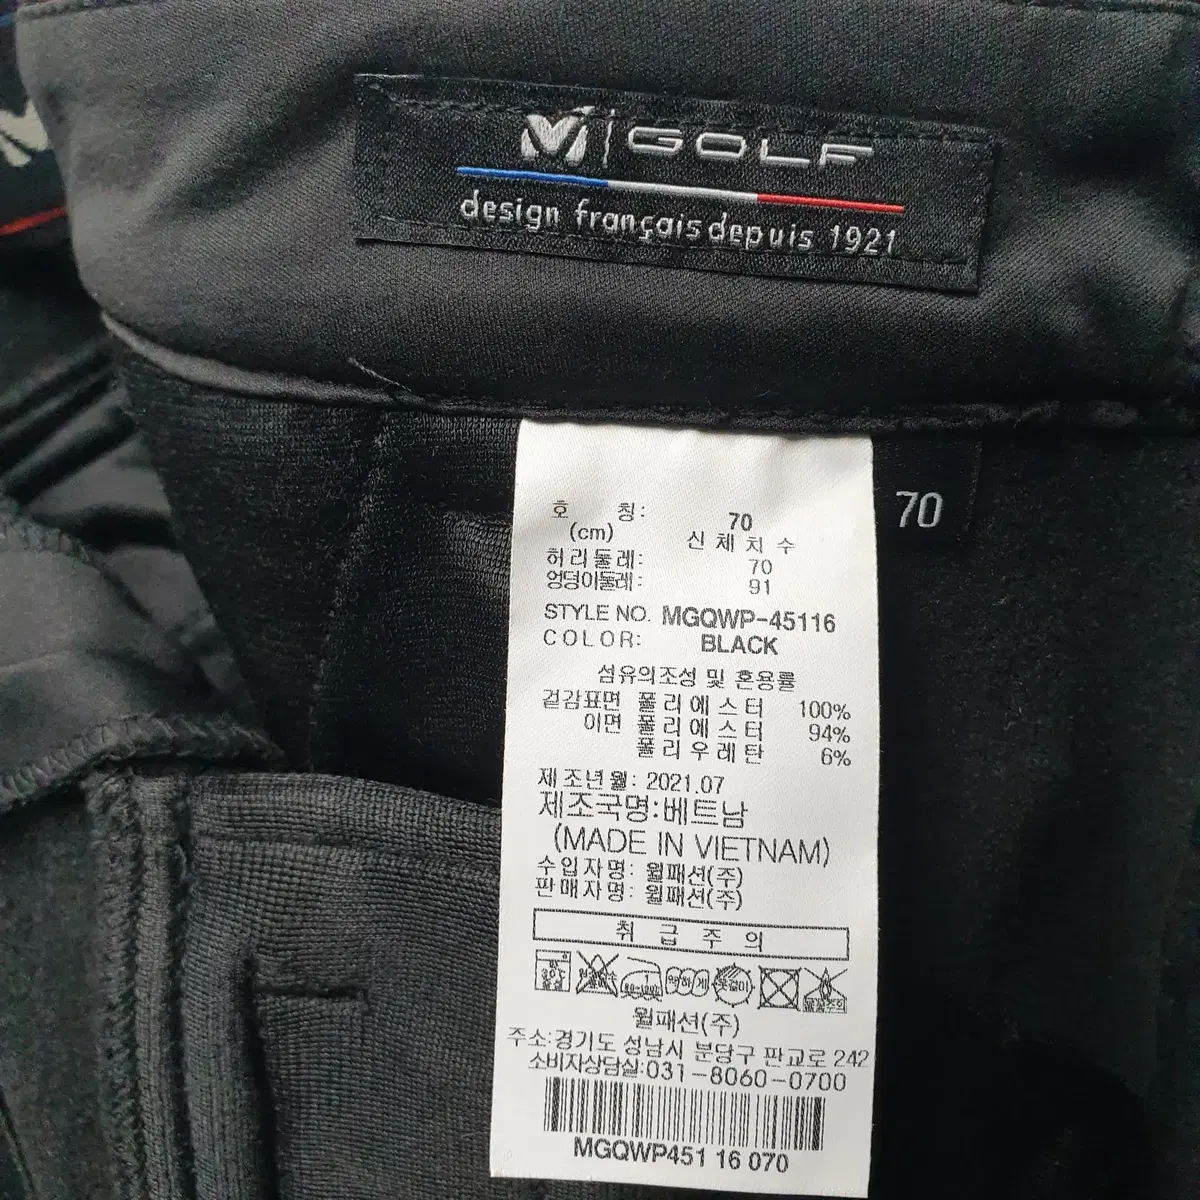 M GOLF
design français depuis 1921
70
호 칭: 70
(cm) 신체치수
허리둘레: 70
엉덩이둘레: 91
STYLE NO. MGQWP-45116
COLOR: BLACK
섬유의조성 및 혼용률
겉감표면 폴리에스터 100%
이면 폴리에스터 94%
폴리우레탄 6%
제조년월: 2021.07
제조국명:베트남
(MADE IN VIETNAM)
수입자명: 월패션(주)
판매자명: 월패션(주)
취 급 주 의
약하게
옷걸이
월패션(주)
주소:경기도 성남시 분당구 판교로 242
소비자상담실:031-8060-0700
MGQWP451 16 070